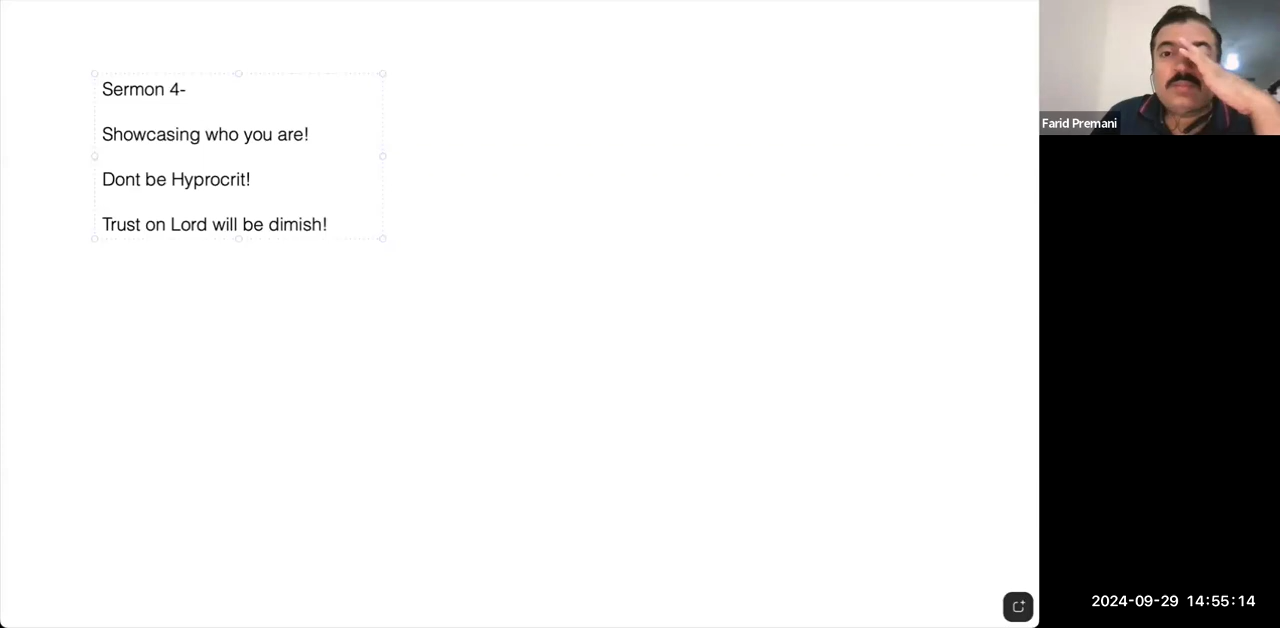 Sermon 4-
Showcasing who you are!
Dont be Hyprocrit!
Trust on Lord will be dimish!
Farid Premani
2024-09-29 14:55:14